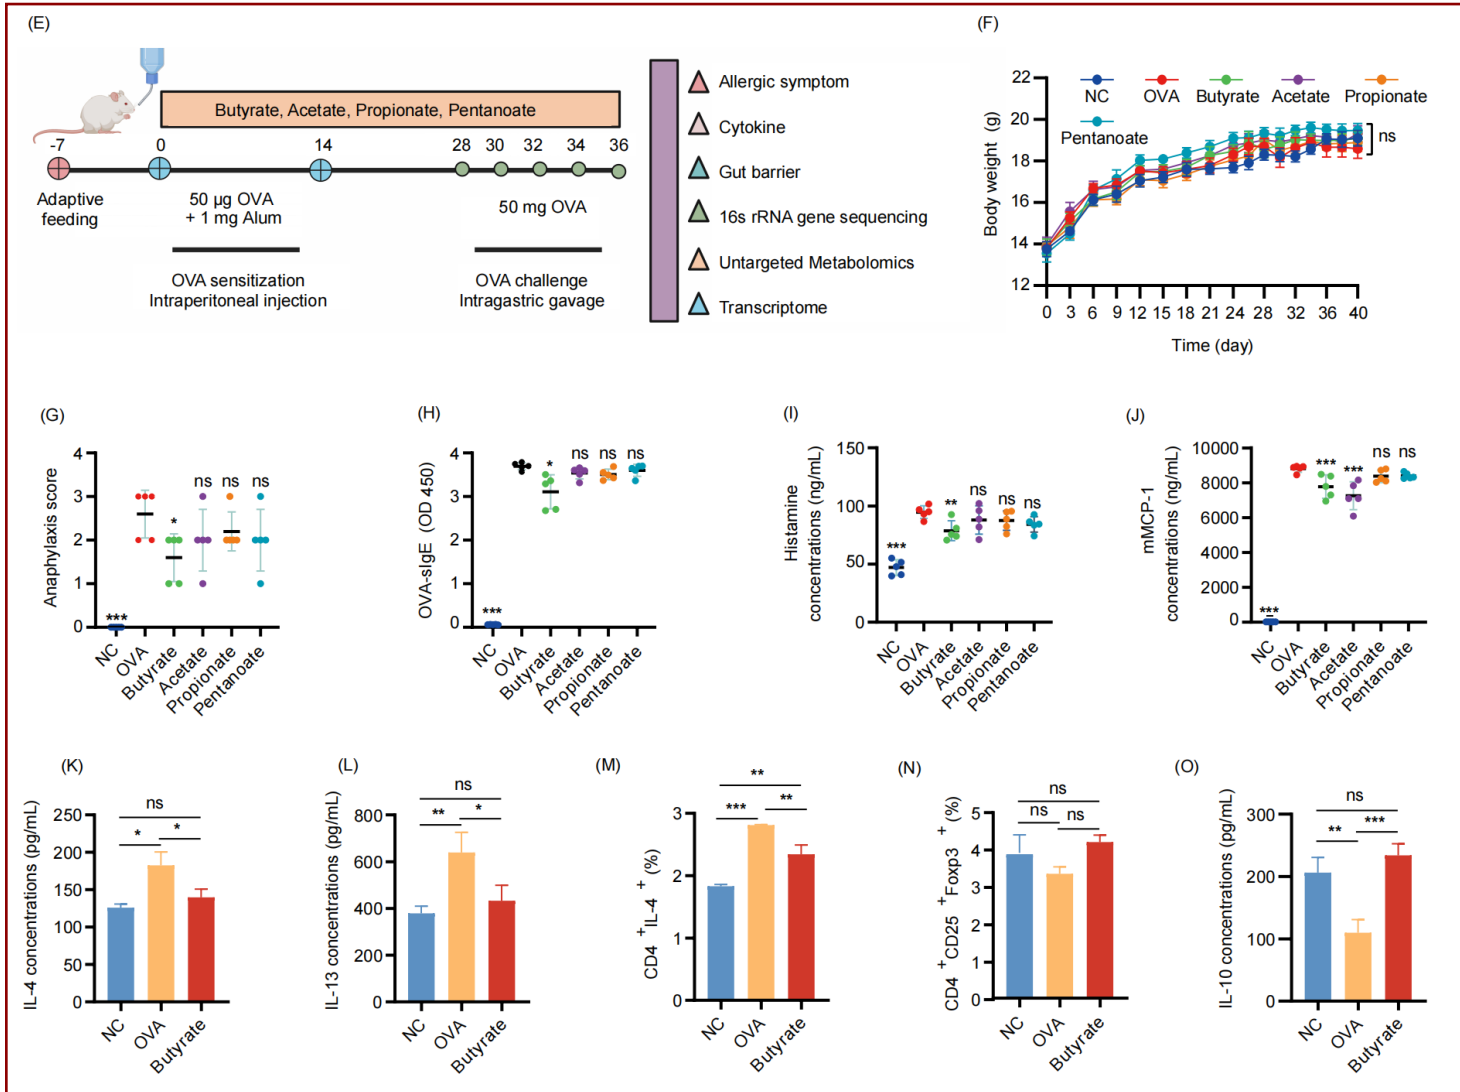 (E)
Butyrate, Acetate, Propionate, Pentanoate
-7 0 14 28 30 32 34 36
Adaptive
feeding
50 µg OVA
+ 1 mg Alum
50 mg OVA
OVA sensitization
Intraperitoneal injection
OVA challenge
Intragastric gavage
Allergic symptom
Cytokine
Gut barrier
16s rRNA gene sequencing
Untargeted Metabolomics
Transcriptome
(F)
Body weight (g)
22
20
18
16
14
12
NC OVA Butyrate Acetate Propionate
Pentanoate
ns
0 3 6 9 12 15 18 21 24 28 32 36 40
Time (day)
(G)
Anaphylaxis score
4
3
2
1
0
*** * ns ns ns
NC OVA Butyrate Acetate Propionate Pentanoate
(H)
OVA-sIgE (OD 450)
4
3
2
1
0
*** * ns ns ns
NC OVA Butyrate Acetate Propionate Pentanoate
(I)
Histamine
concentrations (ng/mL)
150
100
50
0
*** ** ns ns ns
NC OVA Butyrate Acetate Propionate Pentanoate
(J)
mMCP-1
concentrations (ng/mL)
10000
8000
6000
4000
2000
0
*** *** *** ns ns
NC OVA Butyrate Acetate Propionate Pentanoate
(K)
IL-4 concentrations (pg/mL)
250
200
150
100
50
0
ns
* *
NC OVA Butyrate
(L)
IL-13 concentrations (pg/mL)
800
600
400
200
0
ns
** *
NC OVA Butyrate
(M)
CD4 +IL-4 + (%)
3
2
1
0
**
*** **
NC OVA Butyrate
(N)
CD4 +CD25 +Foxp3 + (%)
5
4
3
2
1
0
ns
ns ns
NC OVA Butyrate
(O)
IL-10 concentrations (pg/mL)
300
200
100
0
ns
** ***
NC OVA Butyrate